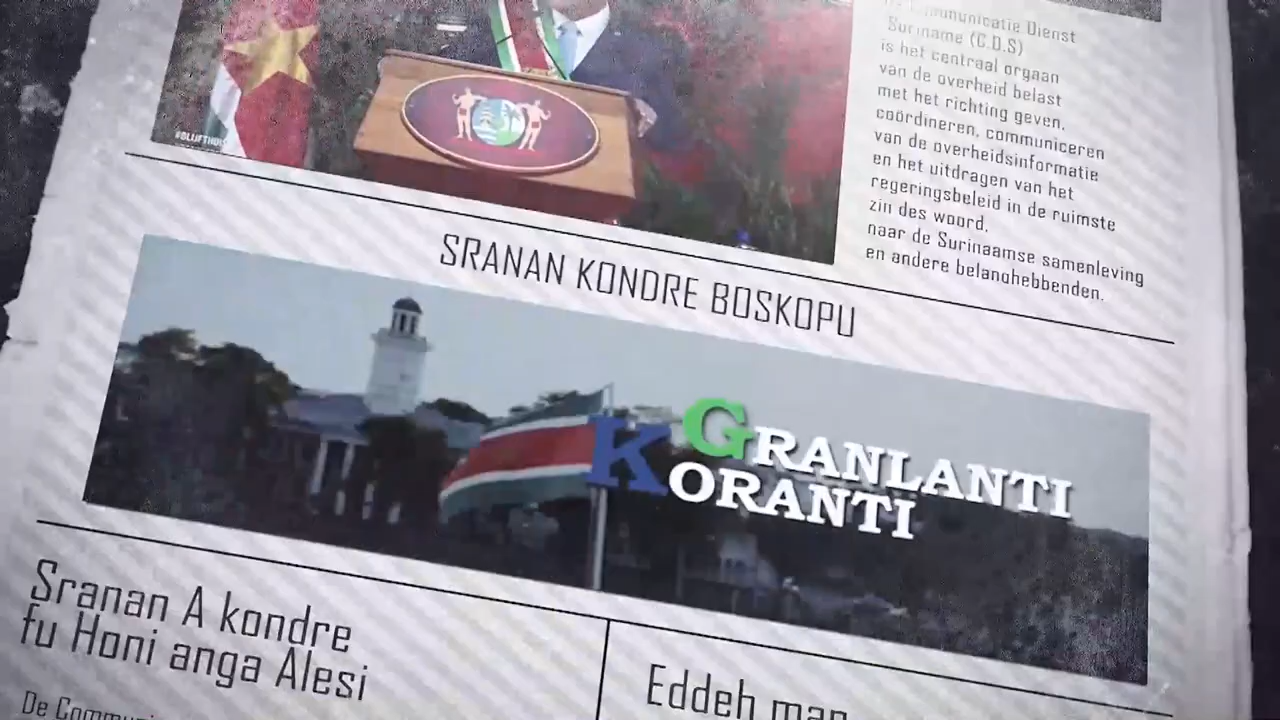 Communicatie Dienst
Suriname (C.D.S)
is het centraal orgaan
van de overheid belast
met het richting geven,
coördineren, communiceren
van de overheidsinformatie
en het uitdragen van het
regeringsbeleid in de ruimste
zin des woord,
naar de Surinaamse samenleving
en andere belanghebbenden.
SRANAN KONDRE BOSKOPU
GRANLANTI
KORANTI
Sranan A kondre
fu Honi anga Alesi
De
Eddeh man